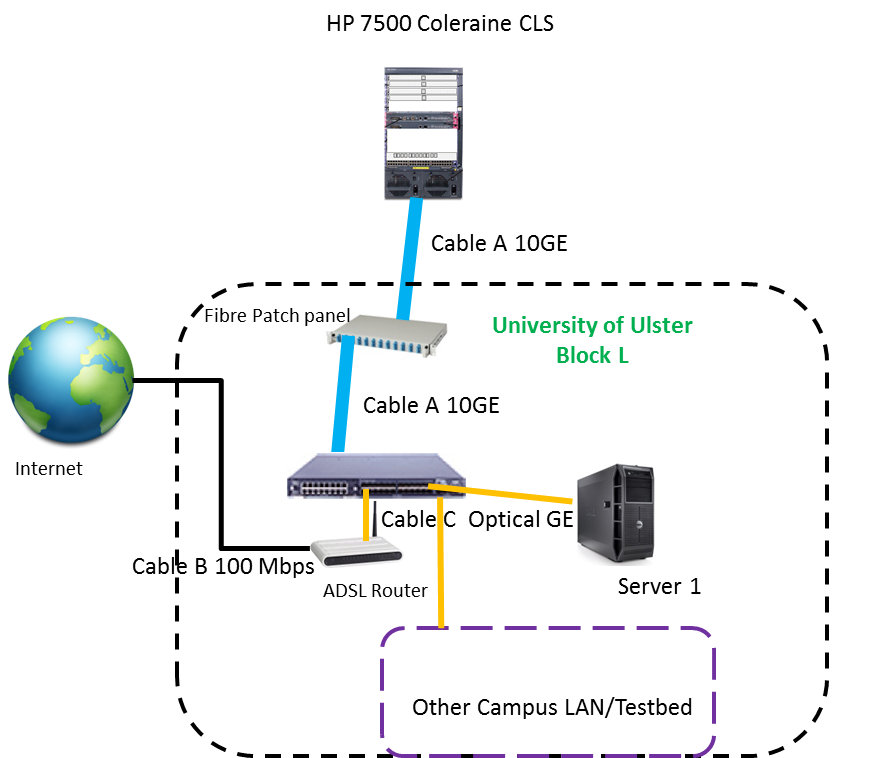 HP 7500 Coleraine CLS
Cable A 10GE
Fibre Patch panel
University of Ulster
Block L
Cable A 10GE
Internet
Cable C  Optical GE
Cable B 100 Mbps
ADSL Router
Server 1
Other Campus LAN/Testbed